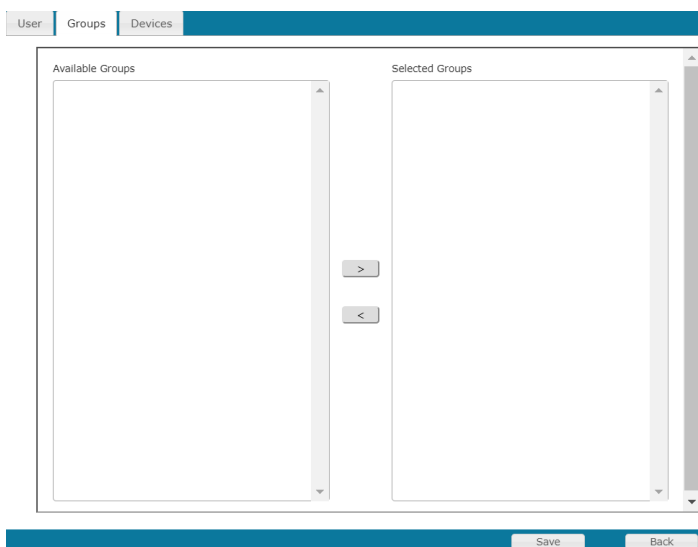 User Groups Devices
Available Groups Selected Groups
>
<
Save Back